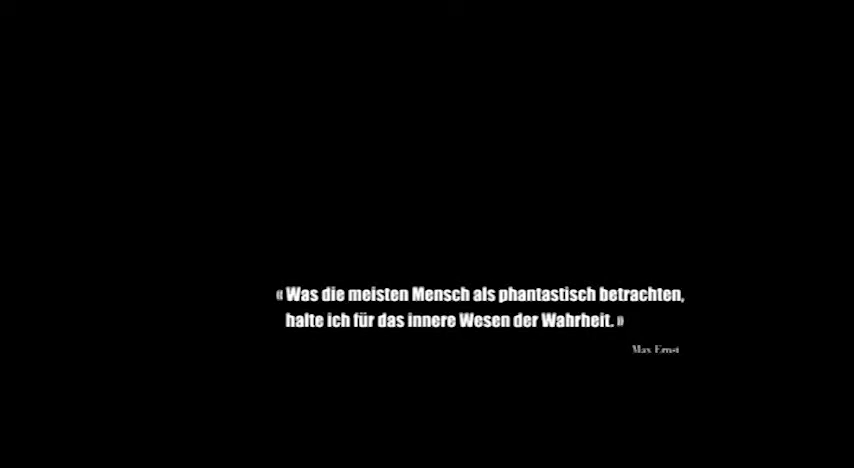 « Was die meisten Mensch als phantastisch betrachten,
halte ich für das innere Wesen der Wahrheit. »
Max Ernst